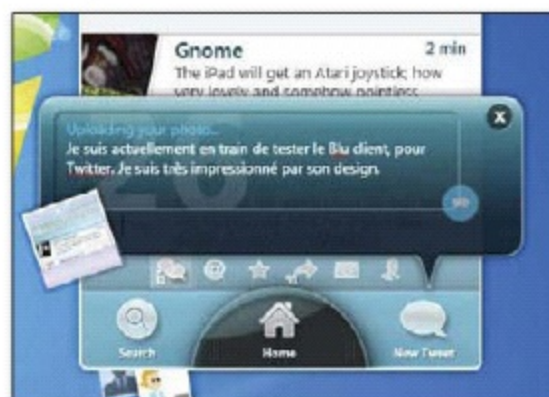 Gnome 2 min
The iPad will get an Atari joystick; how
very lovely and somehow pointless
Uploading your photo...
Je suis actuellement en train de tester le Blu client, pour
Twitter. Je suis très impressionné par son design.
26
Search Home New Tweet